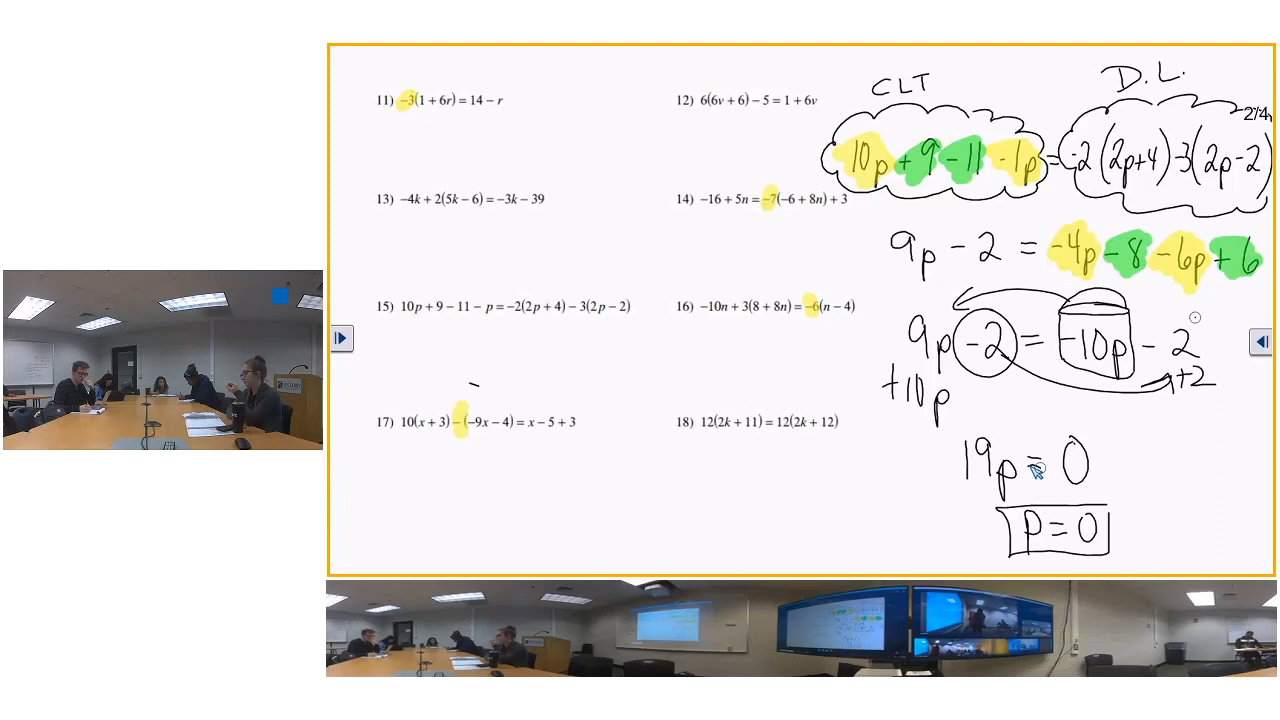 11) −3(1 + 6r) = 14 − r
12) 6(6v + 6) − 5 = 1 + 6v
13) −4k + 2(5k − 6) = −3k − 39
14) −16 + 5n = −7(−6 + 8n) + 3
15) 10p + 9 − 11 − p = −2(2p + 4) − 3(2p − 2)
16) −10n + 3(8 + 8n) = −6(n − 4)
17) 10(x + 3) − (−9x − 4) = x − 5 + 3
18) 12(2k + 11) = 12(2k + 12)
CLT
D.L.
10p +9 −11 −1p = −2(2p+4) −3(2p−2)
9p − 2 = −4p −8 −6p +6
9p −2 = −10p − 2
+10p +2
19p = 0
p = 0